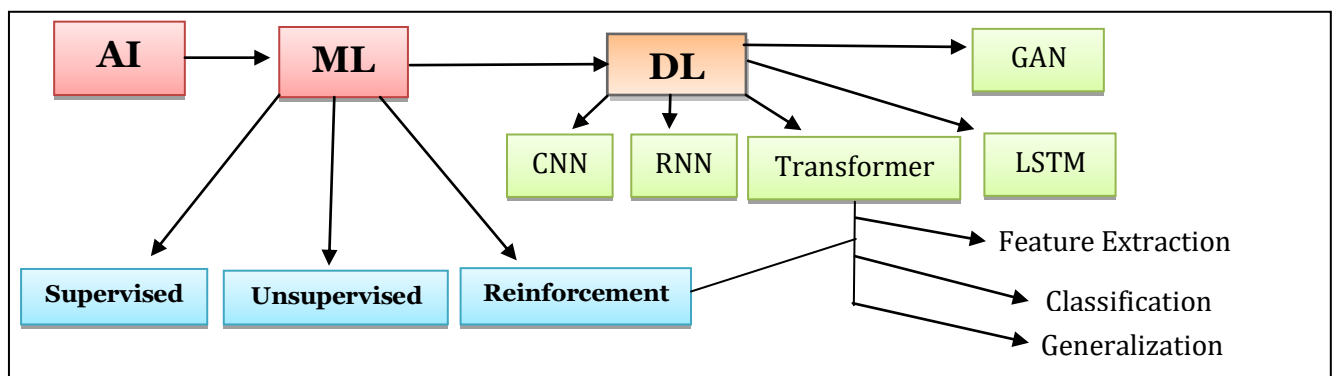 AI
ML
DL
GAN
CNN
RNN
Transformer
LSTM
Feature Extraction
Supervised
Unsupervised
Reinforcement
Classification
Generalization